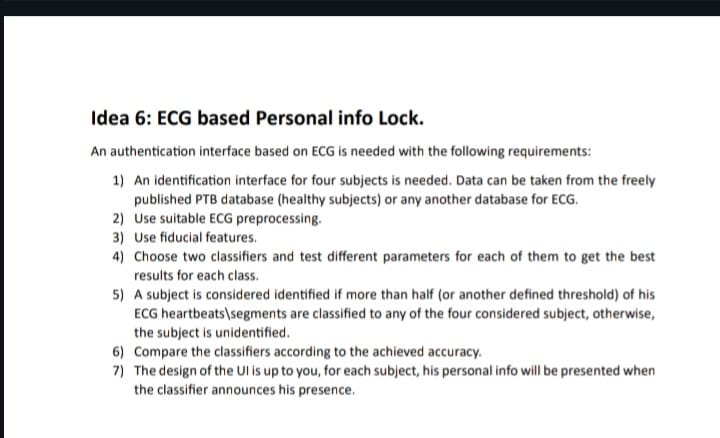 Idea 6: ECG based Personal info Lock.
An authentication interface based on ECG is needed with the following requirements:
1) An identification interface for four subjects is needed. Data can be taken from the freely
published PTB database (healthy subjects) or any another database for ECG.
2) Use suitable ECG preprocessing.
3) Use fiducial features.
4) Choose two classifiers and test different parameters for each of them to get the best
results for each class.
5) A subject is considered identified if more than half (or another defined threshold) of his
ECG heartbeats\segments are classified to any of the four considered subject, otherwise,
the subject is unidentified.
6) Compare the classifiers according to the achieved accuracy.
7) The design of the UI is up to you, for each subject, his personal info will be presented when
the classifier announces his presence.